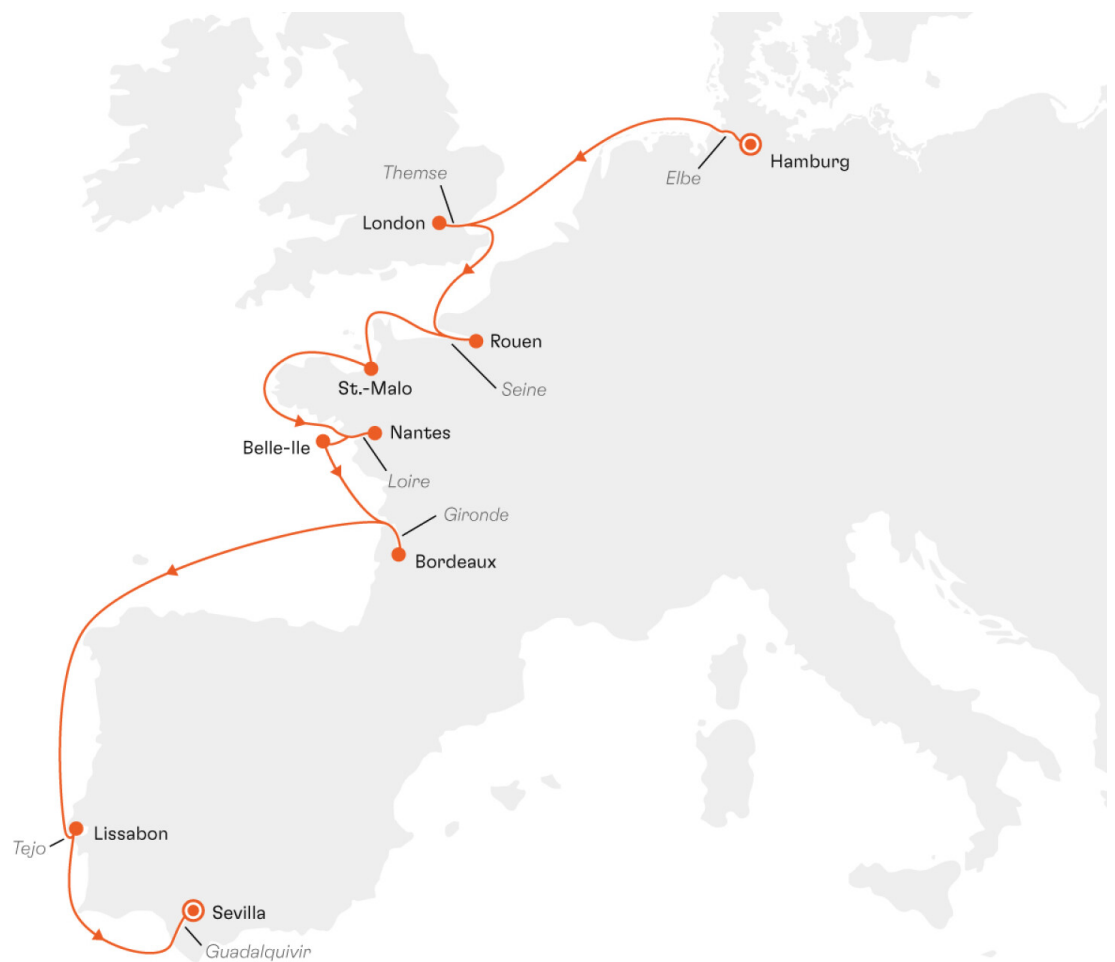 Hamburg
Elbe
Themse
London
Rouen
Seine
St.-Malo
Nantes
Belle-Ile
Loire
Gironde
Bordeaux
Lissabon
Tejo
Sevilla
Guadalquivir